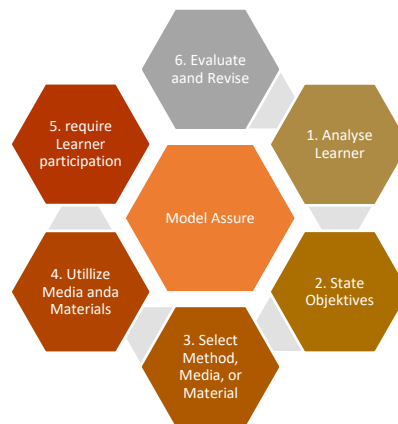 6. Evaluate
aand Revise
1. Analyse
Learner
2. State
Objektives
3. Select
Method,
Media, or
Material
4. Utillize
Media anda
Materials
5. require
Learner
participation
Model Assure